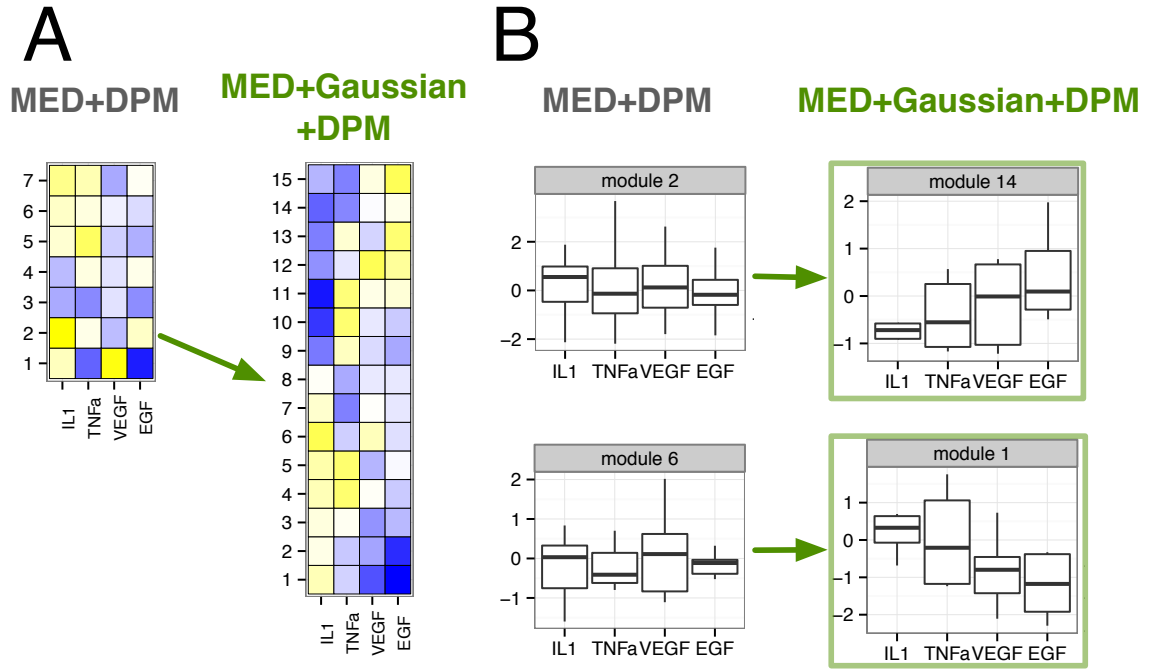 A
B
MED+DPM
MED+Gaussian
+DPM
MED+DPM
MED+Gaussian+DPM
7
6
5
4
3
2
1
IL1
TNFa
VEGF
EGF
15
14
13
12
11
10
9
8
7
6
5
4
3
2
1
IL1
TNFa
VEGF
EGF
module 2
2
0
−2
IL1 TNFa VEGF EGF
module 14
2
1
0
−1
IL1 TNFa VEGF EGF
module 6
2
1
0
−1
IL1 TNFa VEGF EGF
module 1
1
0
−1
−2
IL1 TNFa VEGF EGF